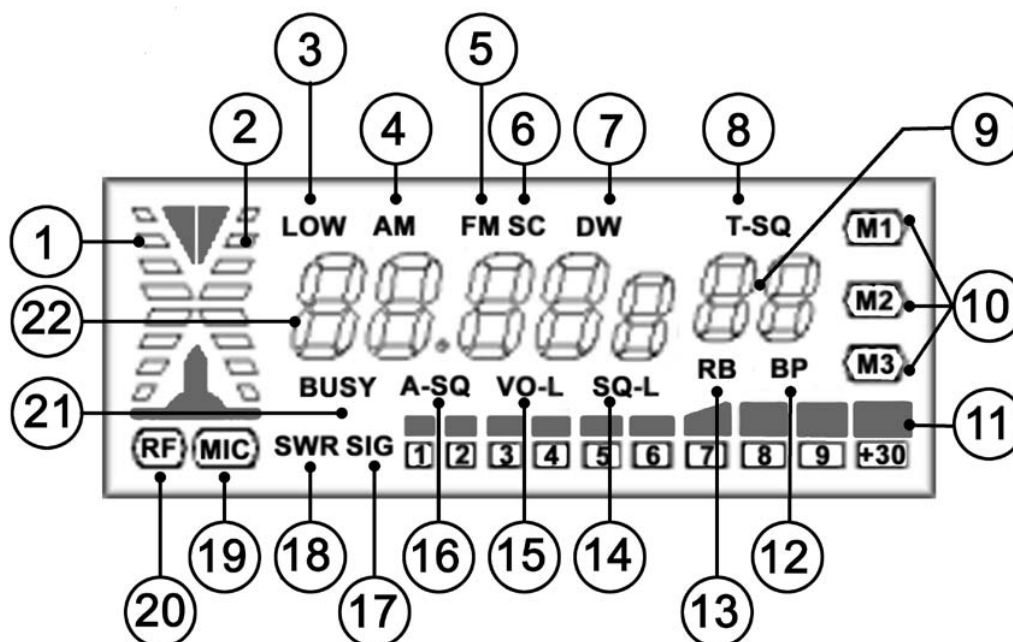 3 5
2 4 6 7 8 9
LOW AM FM SC DW T-SQ M1
1
22 88.888 88 M2 10
RB BP M3
21 BUSY A-SQ VO-L SQ-L
11
RF MIC SWR SIG 1 2 3 4 5 6 7 8 9 +30
19 18 16 15 14 12
20 17 13